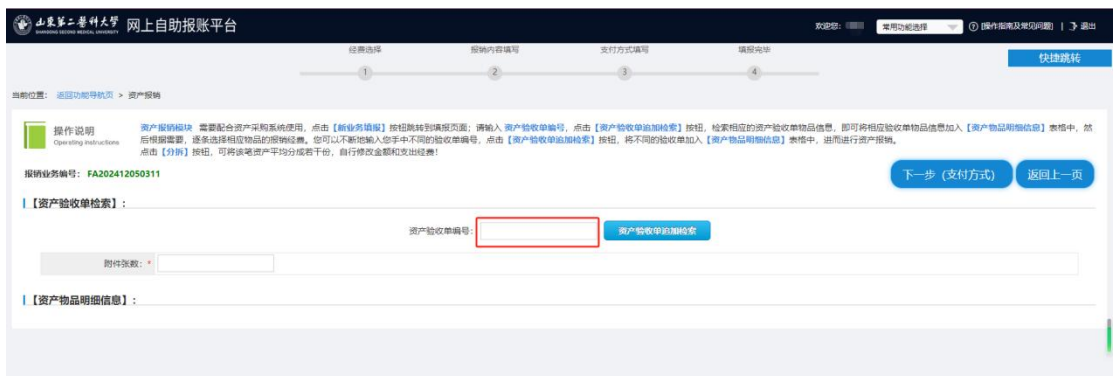 山东第二医科大学 网上自助报账平台
SHANDONG SECOND MEDICAL UNIVERSITY
欢迎您: 常用功能选择 操作指南及常见问题 | 退出
经费选择 报销内容填写 支付方式填写 填报完毕
1 2 3 4
快捷跳转
当前位置: 返回功能导航页 > 资产报销
操作说明
Operating instructions
资产报销模块 需要配合资产采购系统使用，点击【新业务填报】按钮跳转到填报页面；请输入 资产验收单编号，点击【资产验收单追加检索】按钮，检索相应的资产验收单物品信息，即可将相应验收单物品信息加入【资产物品明细信息】表格中，然
后根据需要，逐条选择相应物品的报销经费。您可以不断地输入您手中不同的验收单编号，点击【资产验收单追加检索】按钮，将不同的验收单加入【资产物品明细信息】表格中，进而进行资产报销。
点击【分拆】按钮，可将该笔资产平均分成若干份，自行修改金额和支出经费！
报销业务编号: FA202412050311
下一步 (支付方式) 返回上一页
【资产验收单检索】:
资产验收单编号: 资产验收单追加检索
附件张数: *
【资产物品明细信息】: